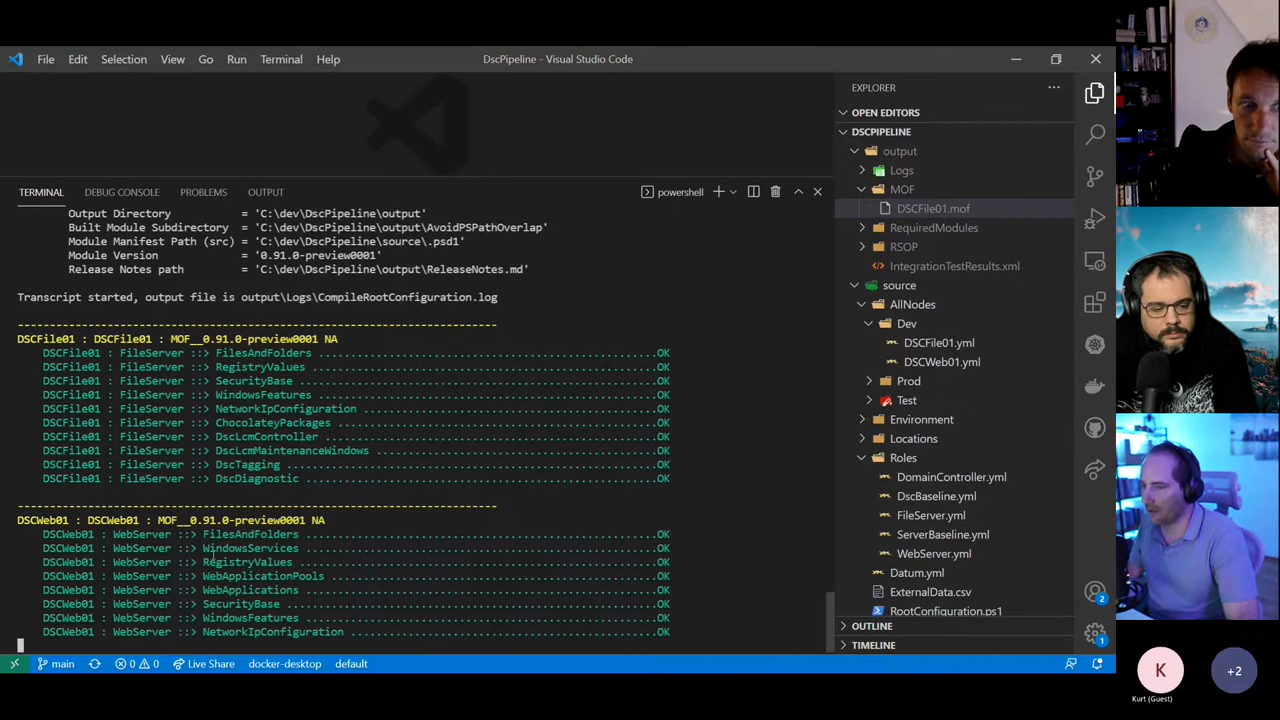 File Edit Selection View Go Run Terminal Help
DscPipeline - Visual Studio Code
TERMINAL DEBUG CONSOLE PROBLEMS OUTPUT
powershell
Output Directory = 'C:\dev\DscPipeline\output'
Built Module Subdirectory = 'C:\dev\DscPipeline\output\AvoidPSPathOverlap'
Module Manifest Path (src) = 'C:\dev\DscPipeline\source\.psd1'
Module Version = '0.91.0-preview0001'
Release Notes path = 'C:\dev\DscPipeline\output\ReleaseNotes.md'
Transcript started, output file is output\Logs\CompileRootConfiguration.log
----------------------------------------------------------------------------
DSCFile01 : DSCFile01 : MOF__0.91.0-preview0001 NA
DSCFile01 : FileServer ::> FilesAndFolders .......................................................OK
DSCFile01 : FileServer ::> RegistryValues ........................................................OK
DSCFile01 : FileServer ::> SecurityBase ..........................................................OK
DSCFile01 : FileServer ::> WindowsFeatures .......................................................OK
DSCFile01 : FileServer ::> NetworkIpConfiguration ................................................OK
DSCFile01 : FileServer ::> ChocolateyPackages ....................................................OK
DSCFile01 : FileServer ::> DscLcmController ......................................................OK
DSCFile01 : FileServer ::> DscLcmMaintenanceWindows ..............................................OK
DSCFile01 : FileServer ::> DscTagging ............................................................OK
DSCFile01 : FileServer ::> DscDiagnostic .........................................................OK
----------------------------------------------------------------------------
DSCWeb01 : DSCWeb01 : MOF__0.91.0-preview0001 NA
DSCWeb01 : WebServer ::> FilesAndFolders .........................................................OK
DSCWeb01 : WebServer ::> WindowsServices .........................................................OK
DSCWeb01 : WebServer ::> RegistryValues ..........................................................OK
DSCWeb01 : WebServer ::> WebApplicationPools .....................................................OK
DSCWeb01 : WebServer ::> WebApplications .........................................................OK
DSCWeb01 : WebServer ::> SecurityBase ............................................................OK
DSCWeb01 : WebServer ::> WindowsFeatures .........................................................OK
DSCWeb01 : WebServer ::> NetworkIpConfiguration ..................................................OK
EXPLORER
OPEN EDITORS
DSCPIPELINE
output
Logs
MOF
DSCFile01.mof
RequiredModules
RSOP
IntegrationTestResults.xml
source
AllNodes
Dev
DSCFile01.yml
DSCWeb01.yml
Prod
Test
Environment
Locations
Roles
DomainController.yml
DscBaseline.yml
FileServer.yml
ServerBaseline.yml
WebServer.yml
Datum.yml
ExternalData.csv
RootConfiguration.ps1
OUTLINE
TIMELINE
2
1
main 0 0 Live Share docker-desktop default
K
Kurt (Guest)
+2